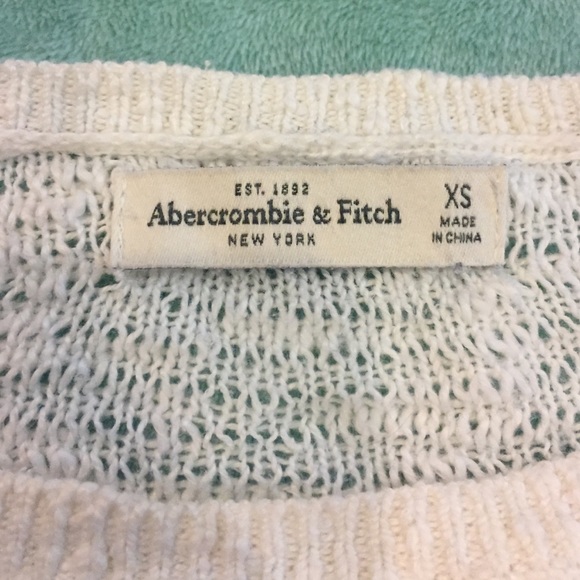 EST. 1892
Abercrombie & Fitch
NEW YORK
XS
MADE
IN CHINA